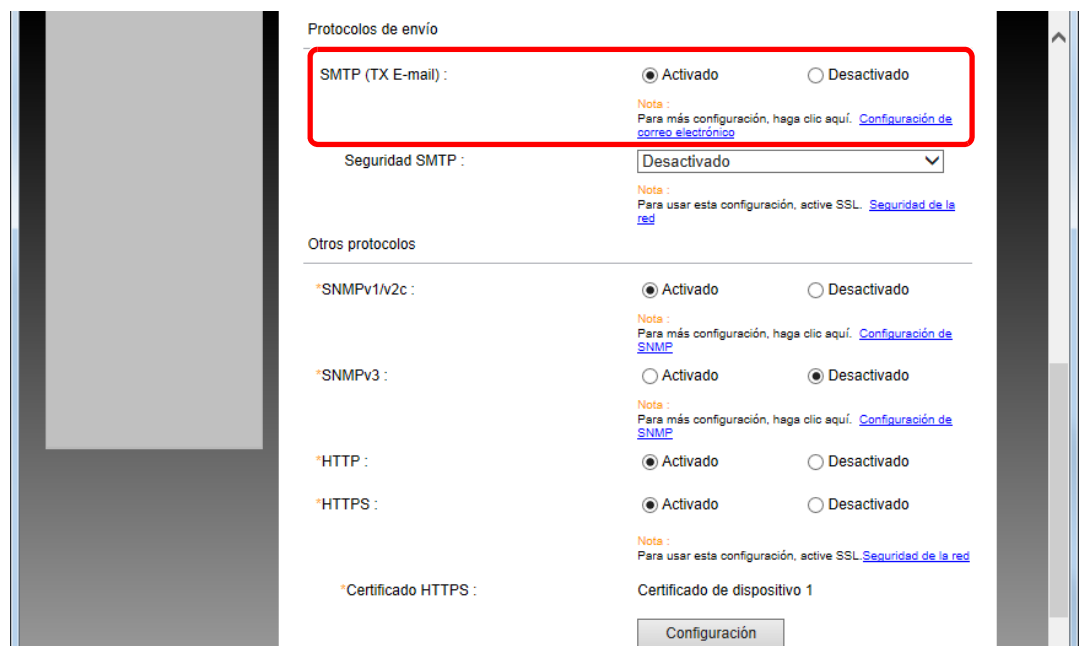 Protocolos de envío
SMTP (TX E-mail) : Activado Desactivado
Nota :
Para más configuración, haga clic aquí. Configuración de
correo electrónico
Seguridad SMTP : Desactivado
Nota :
Para usar esta configuración, active SSL. Seguridad de la
red
Otros protocolos
*SNMPv1/v2c : Activado Desactivado
Nota :
Para más configuración, haga clic aquí. Configuración de
SNMP
*SNMPv3 : Activado Desactivado
Nota :
Para más configuración, haga clic aquí. Configuración de
SNMP
*HTTP : Activado Desactivado
*HTTPS : Activado Desactivado
Nota :
Para usar esta configuración, active SSL.Seguridad de la red
*Certificado HTTPS : Certificado de dispositivo 1
Configuración